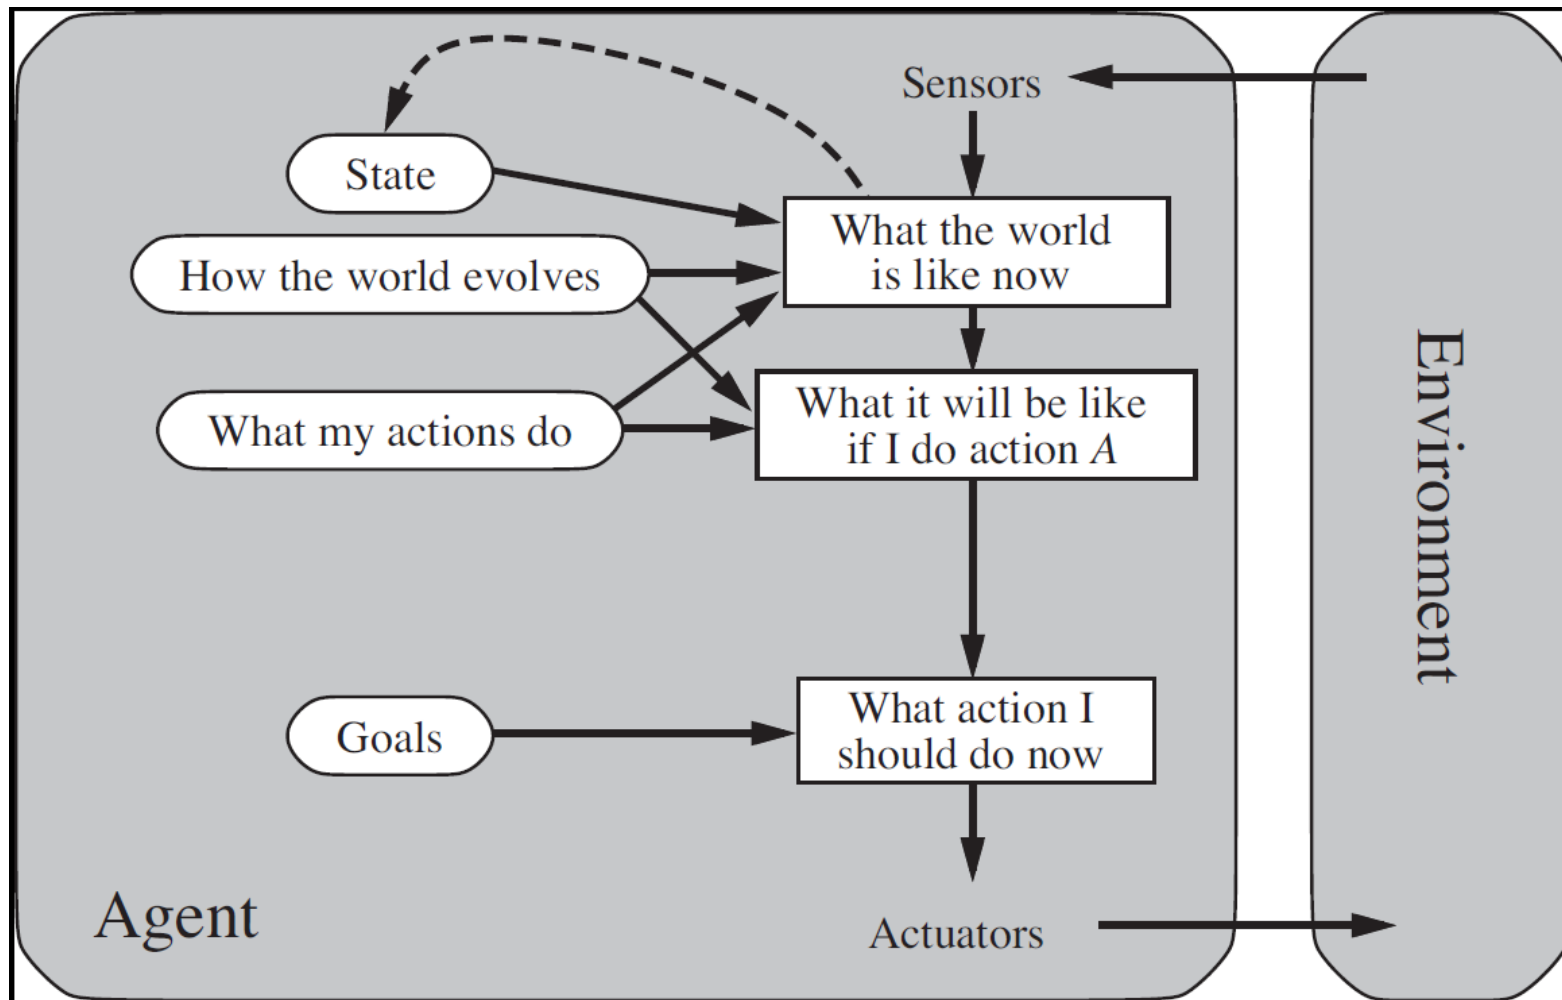 Sensors
State
What the world
is like now
How the world evolves
What my actions do
What it will be like
if I do action A
Goals
What action I
should do now
Agent
Actuators
Environment